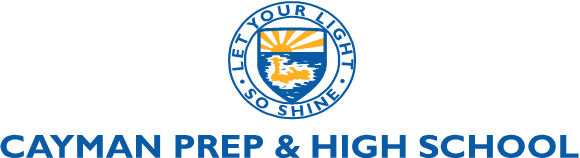 LET YOUR LIGHT
SO SHINE
CAYMAN PREP & HIGH SCHOOL